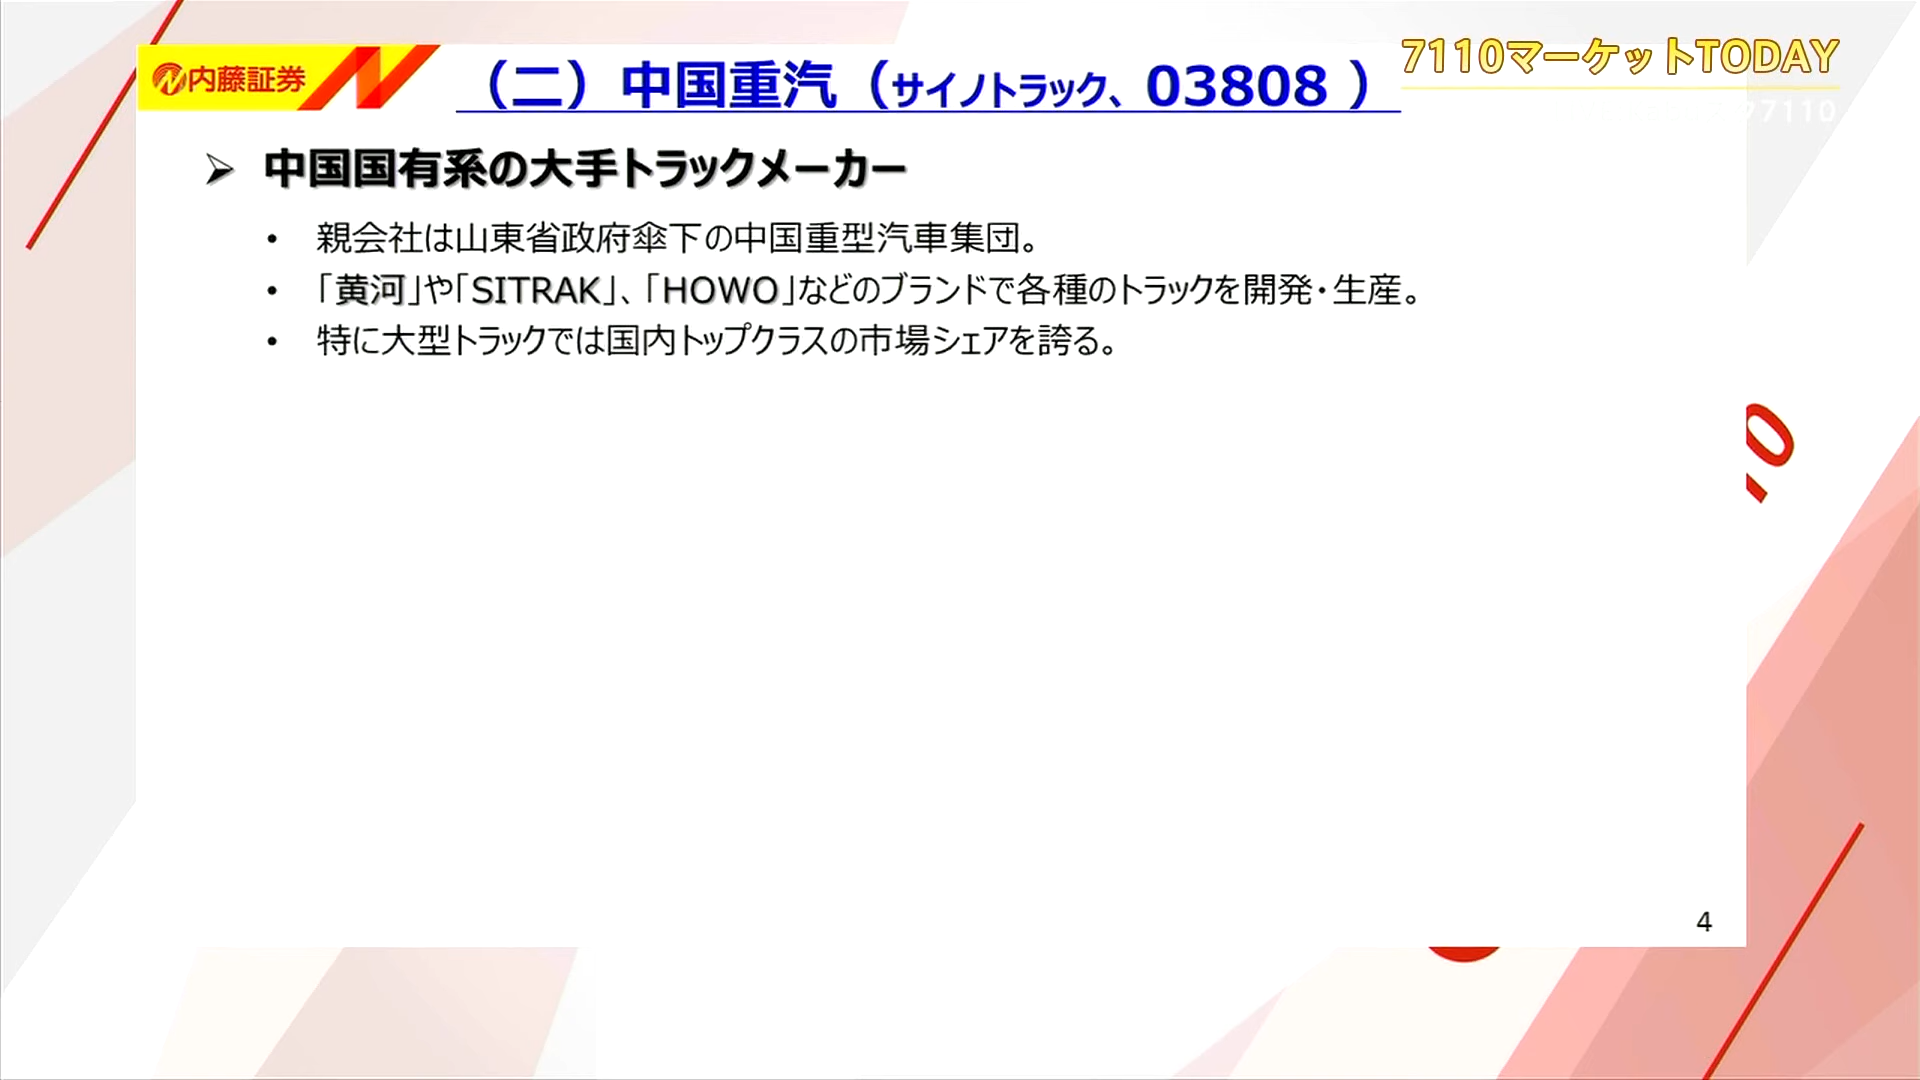 内藤証券
（二）中国重汽（サイノトラック、03808 ）
7110マーケットTODAY
7110
➢ 中国国有系の大手トラックメーカー
• 親会社は山東省政府傘下の中国重型汽車集団。
• 「黄河」や「SITRAK」、「HOWO」などのブランドで各種のトラックを開発・生産。
• 特に大型トラックでは国内トップクラスの市場シェアを誇る。
4